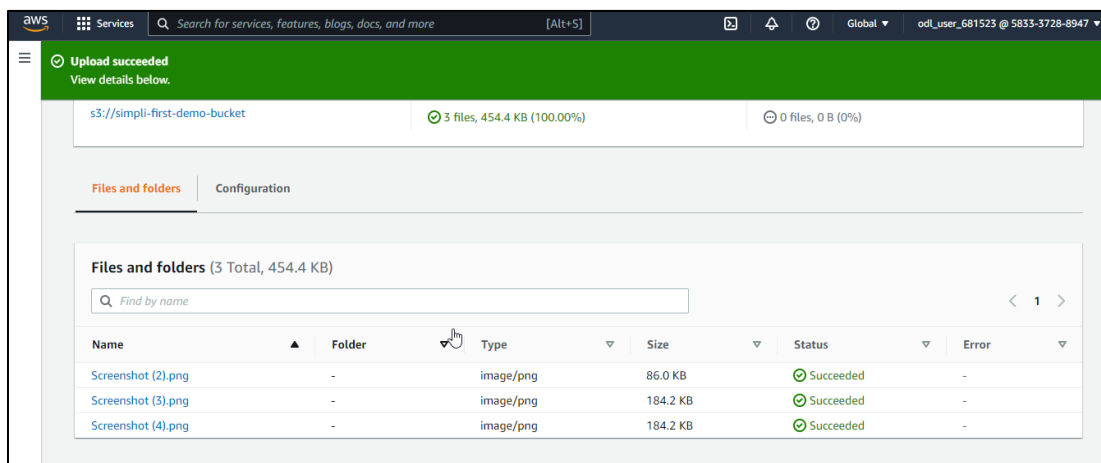 aws Services Search for services, features, blogs, docs, and more [Alt+S] Global ▼ odl_user_681523 @ 5833-3728-8947 ▼
Upload succeeded
View details below.
s3://simpli-first-demo-bucket 3 files, 454.4 KB (100.00%) 0 files, 0 B (0%)
Files and folders Configuration
Files and folders (3 Total, 454.4 KB)
Find by name < 1 >
Name Folder Type Size Status Error
Screenshot (2).png - image/png 86.0 KB Succeeded -
Screenshot (3).png - image/png 184.2 KB Succeeded -
Screenshot (4).png - image/png 184.2 KB Succeeded -